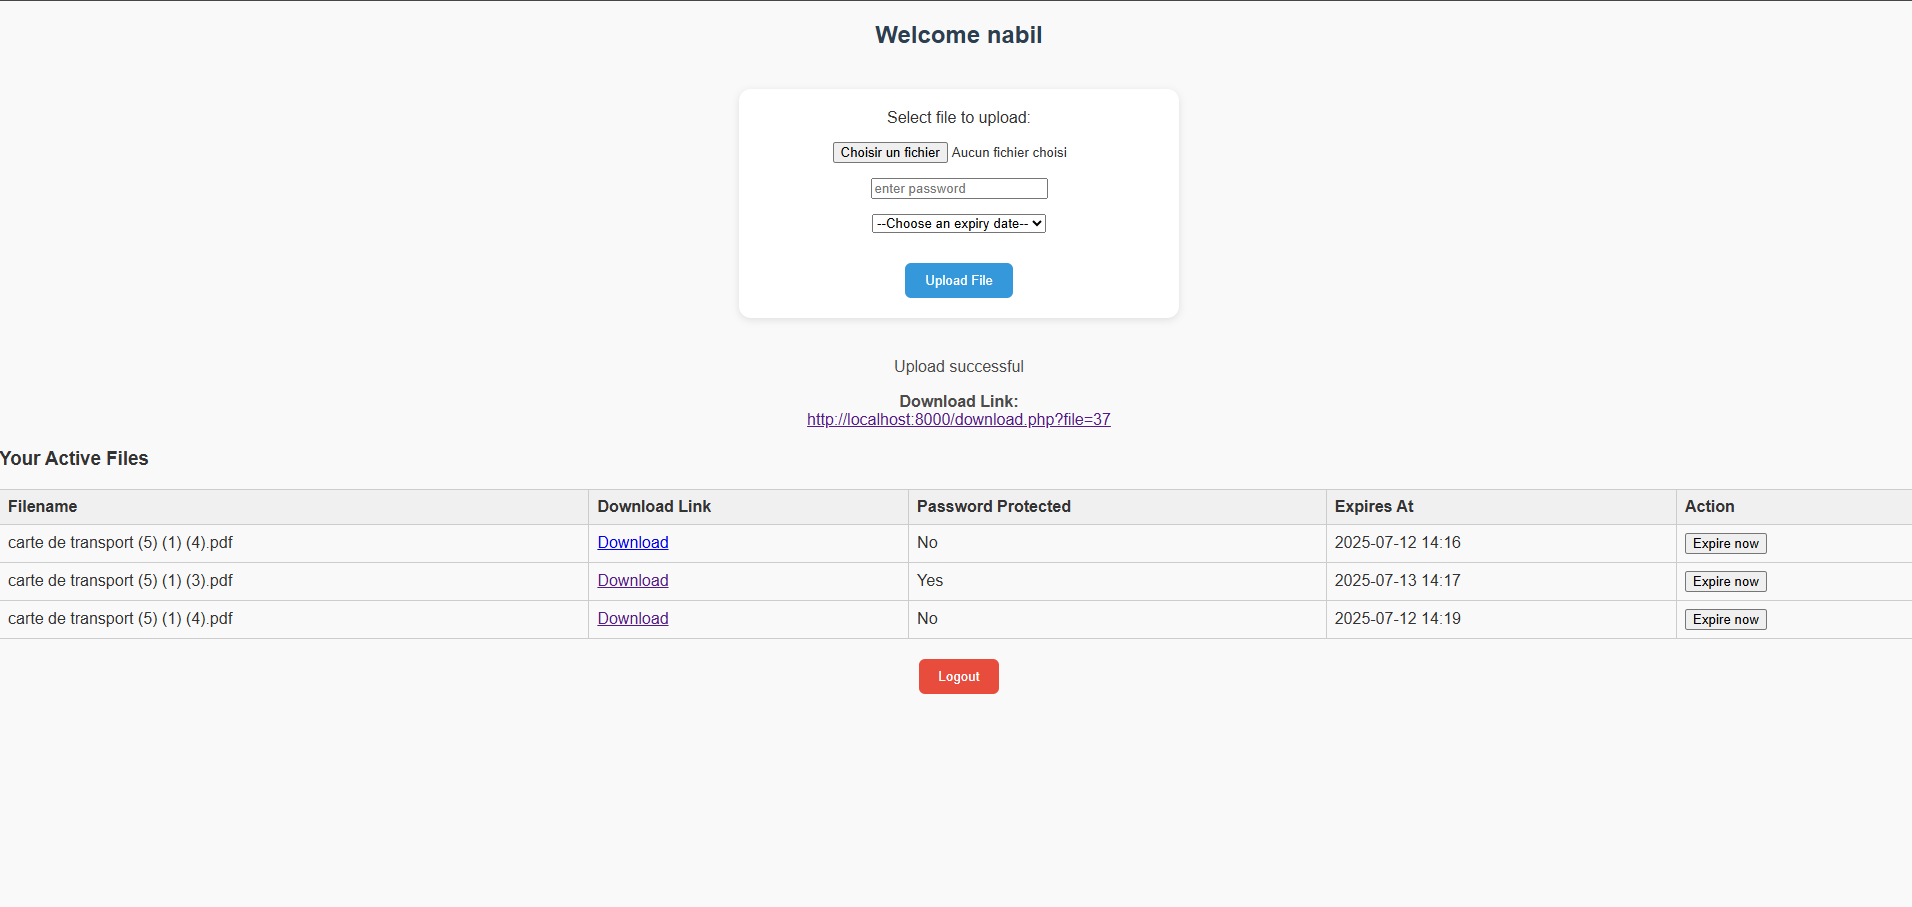 Welcome nabil
Select file to upload:
Choisir un fichier Aucun fichier choisi
enter password
--Choose an expiry date--
Upload File
Upload successful
Download Link:
http://localhost:8000/download.php?file=37
Your Active Files
Filename Download Link Password Protected Expires At Action
carte de transport (5) (1) (4).pdf Download No 2025-07-12 14:16 Expire now
carte de transport (5) (1) (3).pdf Download Yes 2025-07-13 14:17 Expire now
carte de transport (5) (1) (4).pdf Download No 2025-07-12 14:19 Expire now
Logout